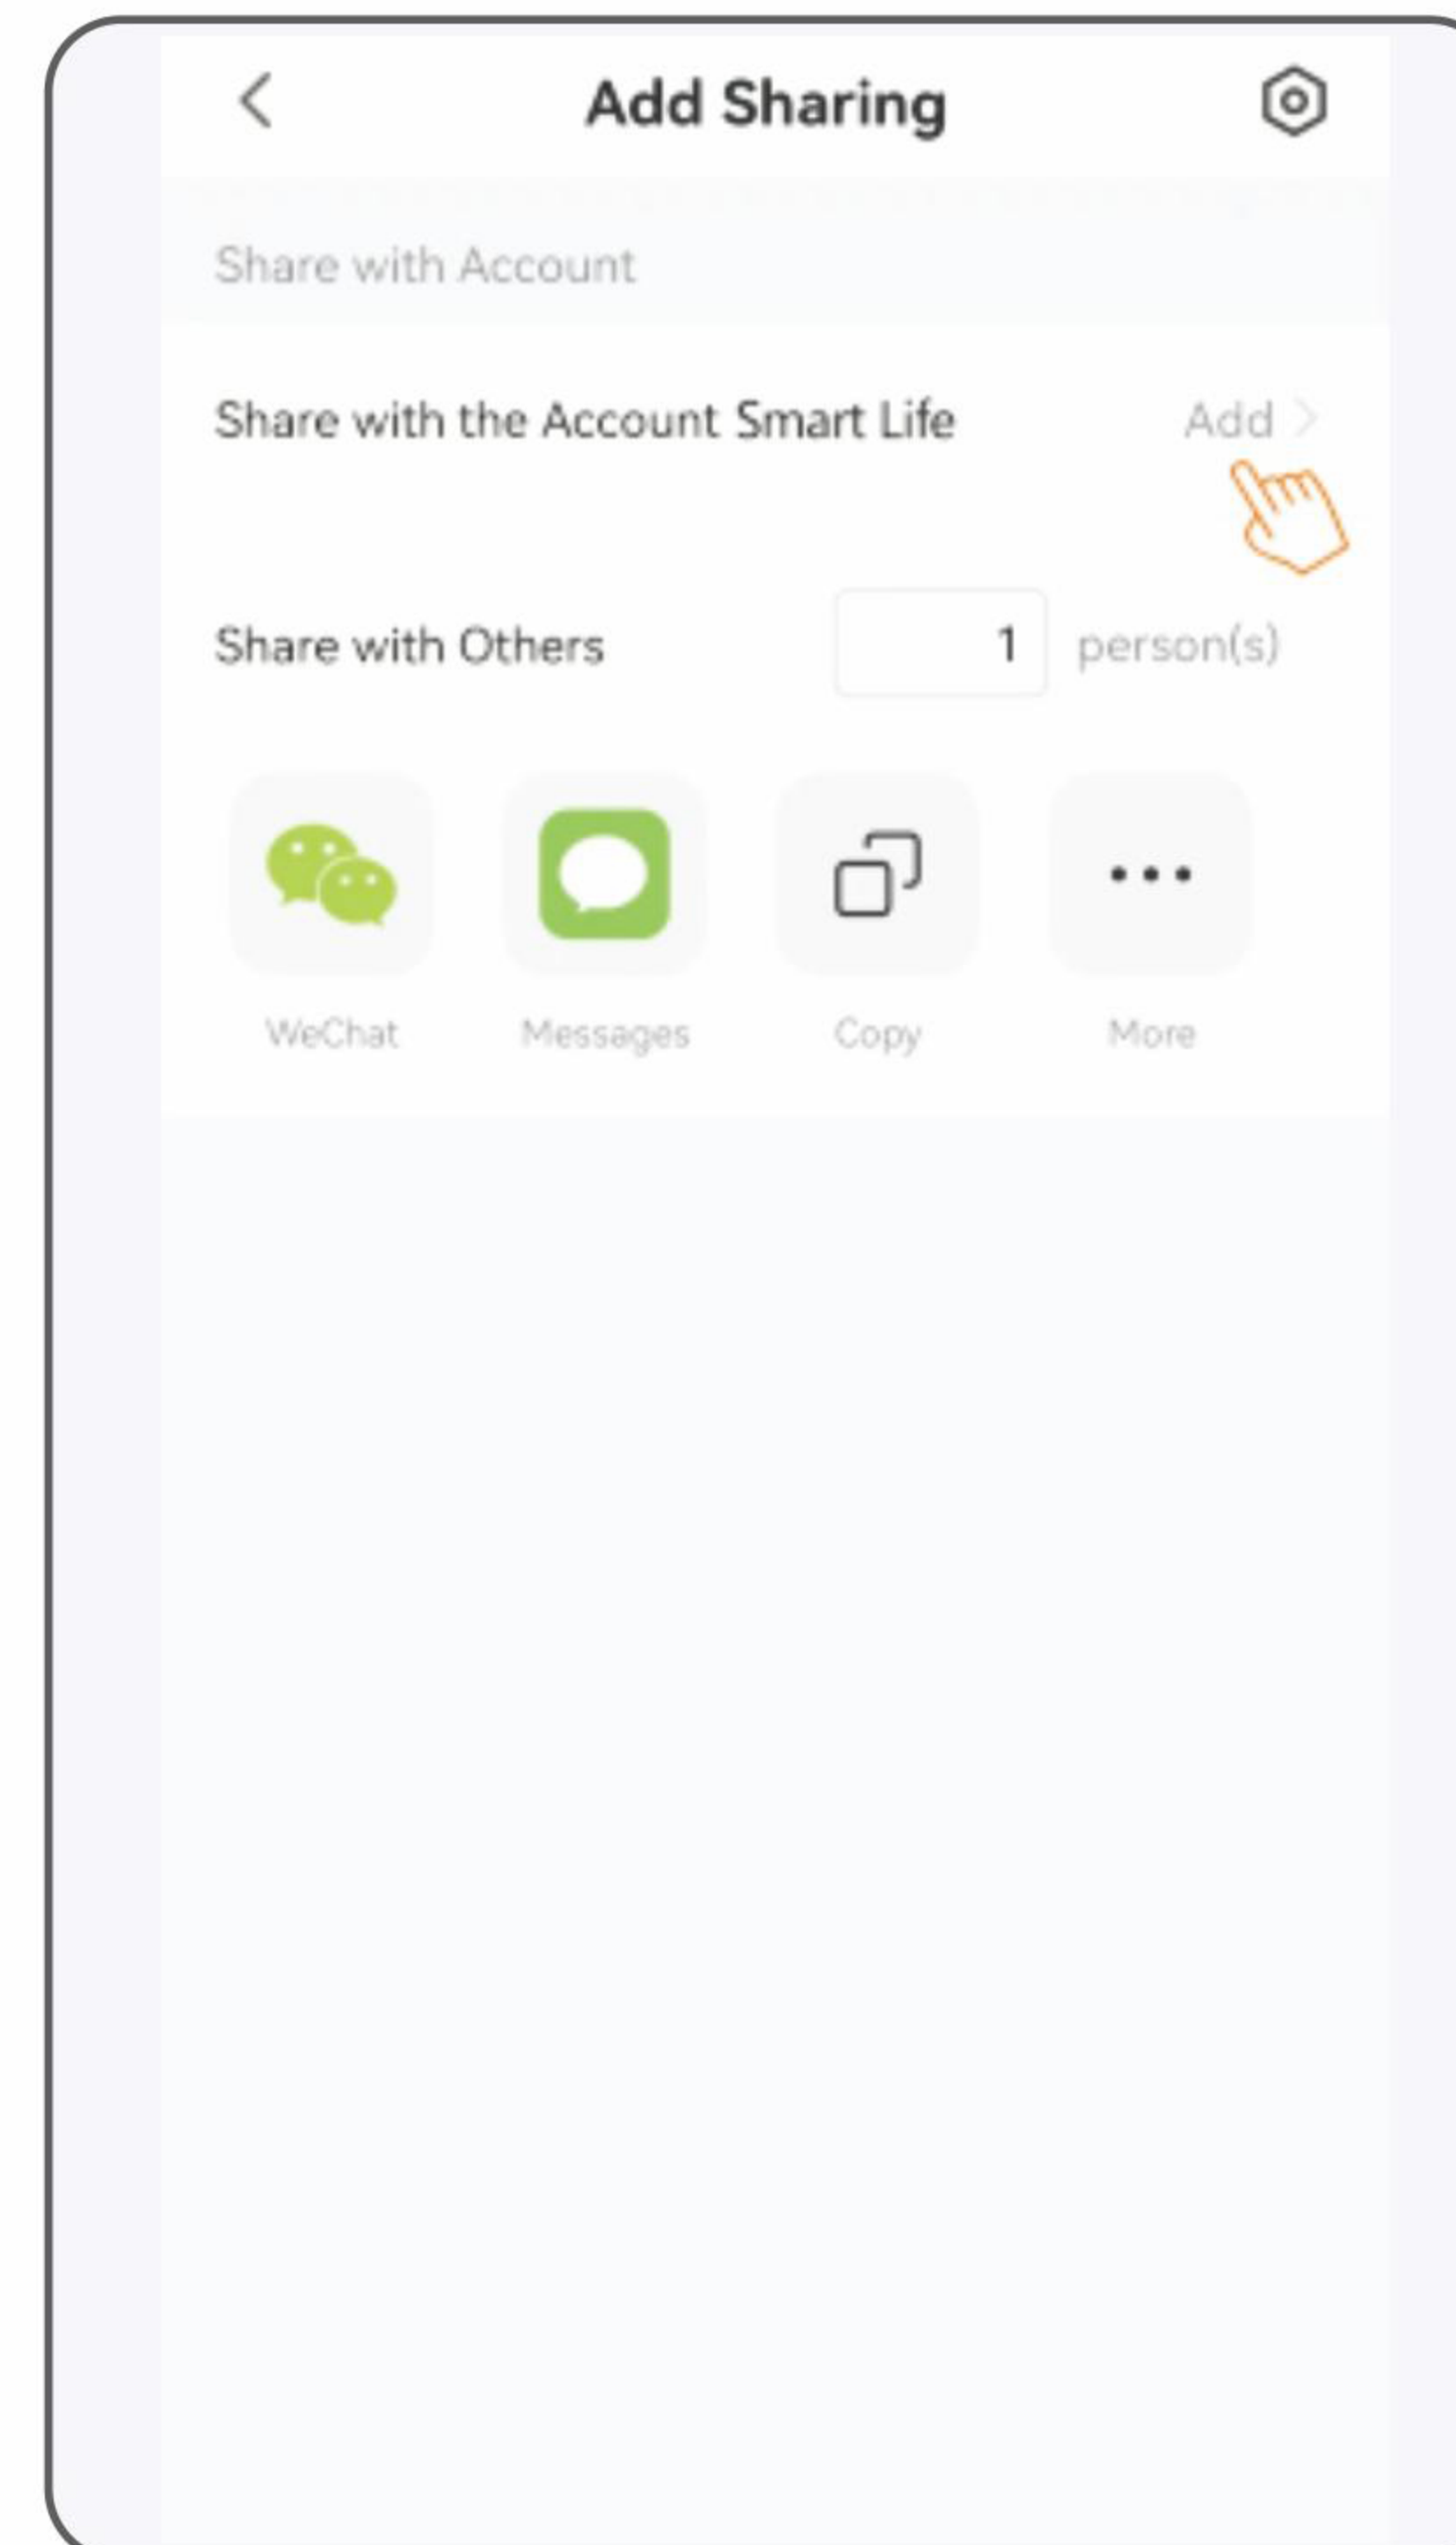 Add Sharing
Share with Account
Share with the Account Smart Life Add
Share with Others 1 person(s)
WeChat Messages Copy More